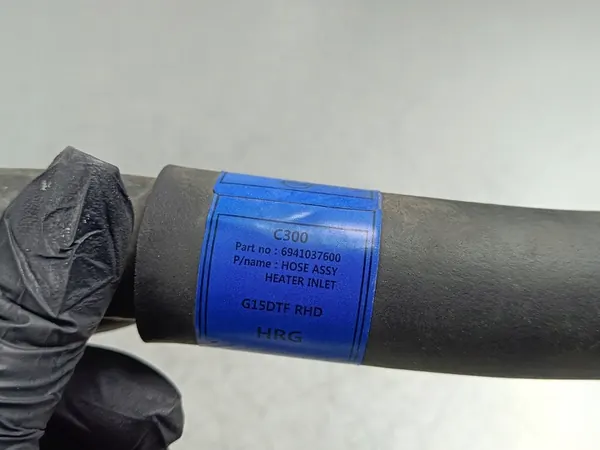 C300
Part no : 6941037600
P/name : HOSE ASSY
HEATER INLET
G15DTF RHD
HRG